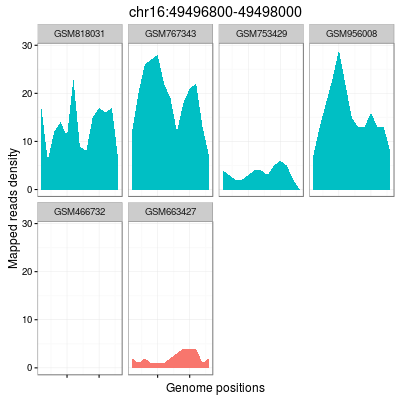 chr16:49496800-49498000
GSM818031 GSM767343 GSM753429 GSM956008
30
20
10
0
GSM466732 GSM663427
30
20
10
0
Mapped reads density
Genome positions